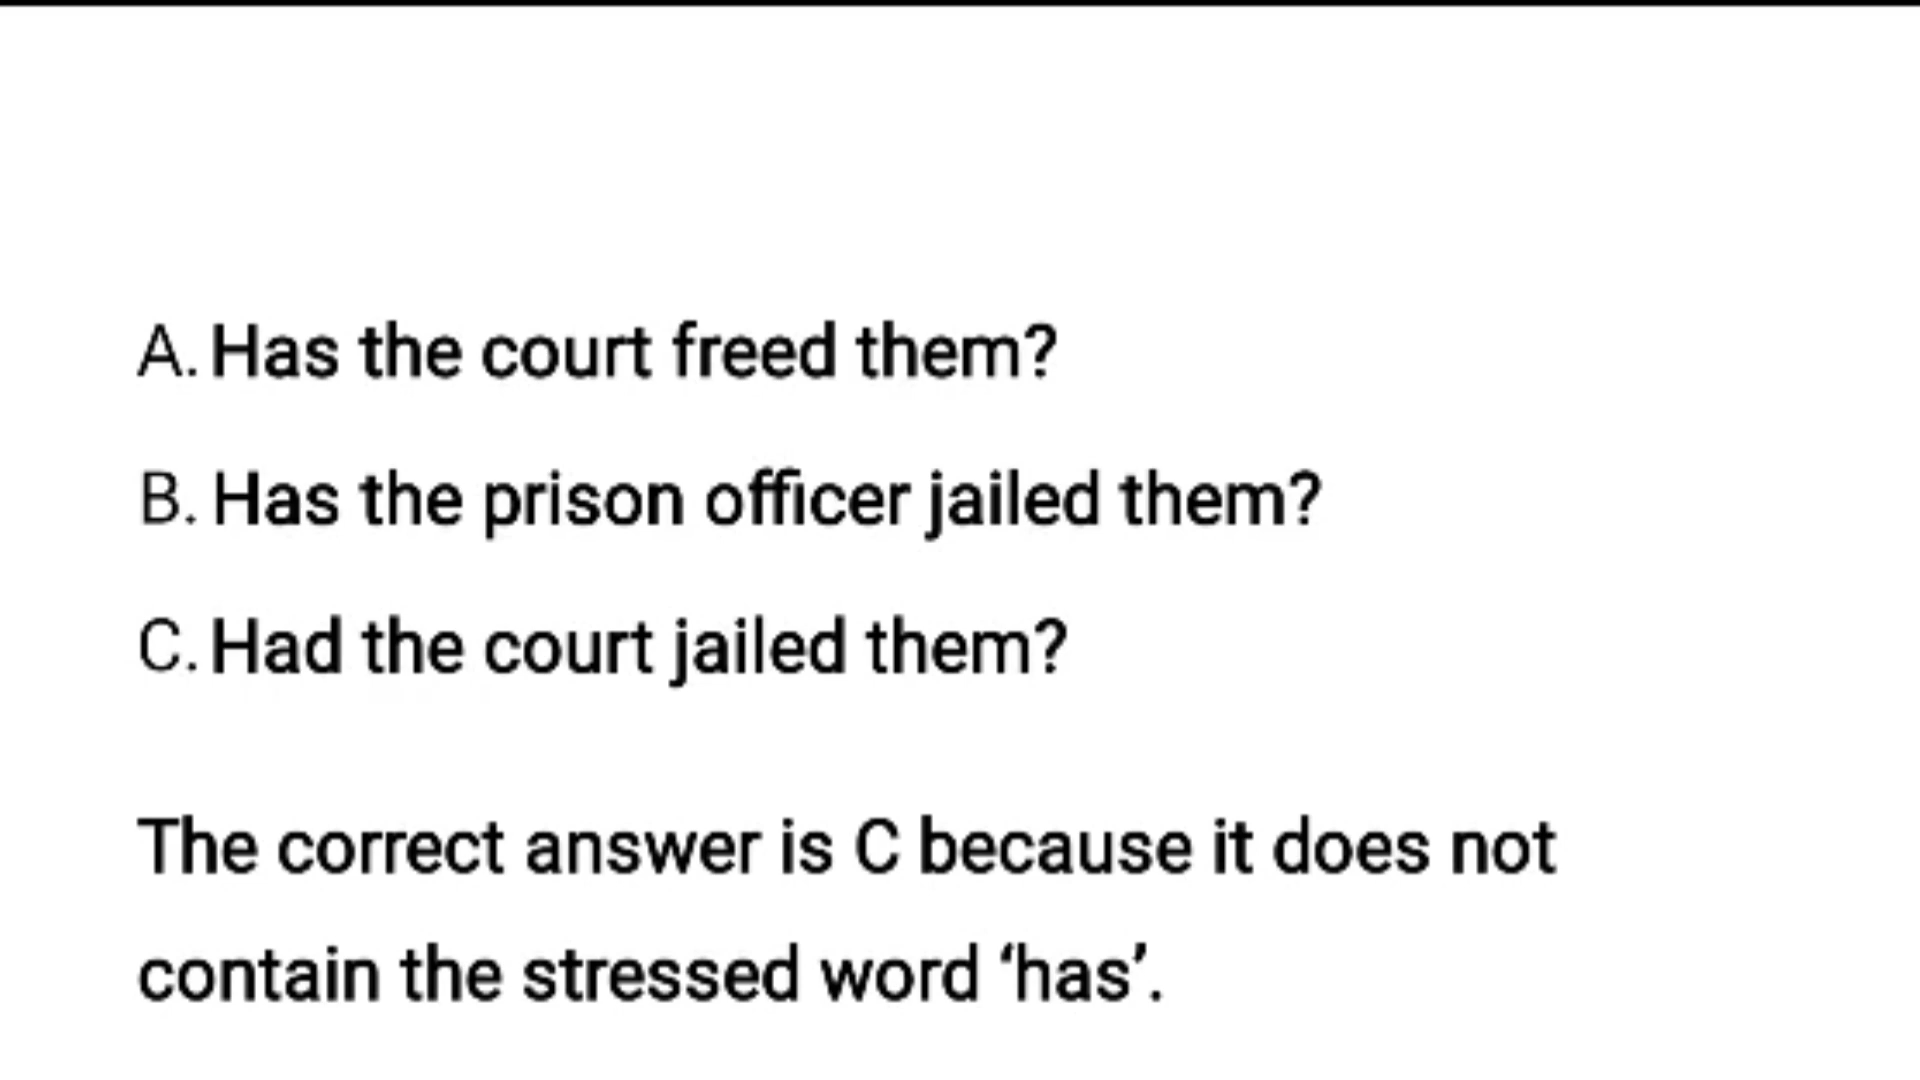 A. Has the court freed them?
B. Has the prison officer jailed them?
C. Had the court jailed them?
The correct answer is C because it does not
contain the stressed word ‘has’.